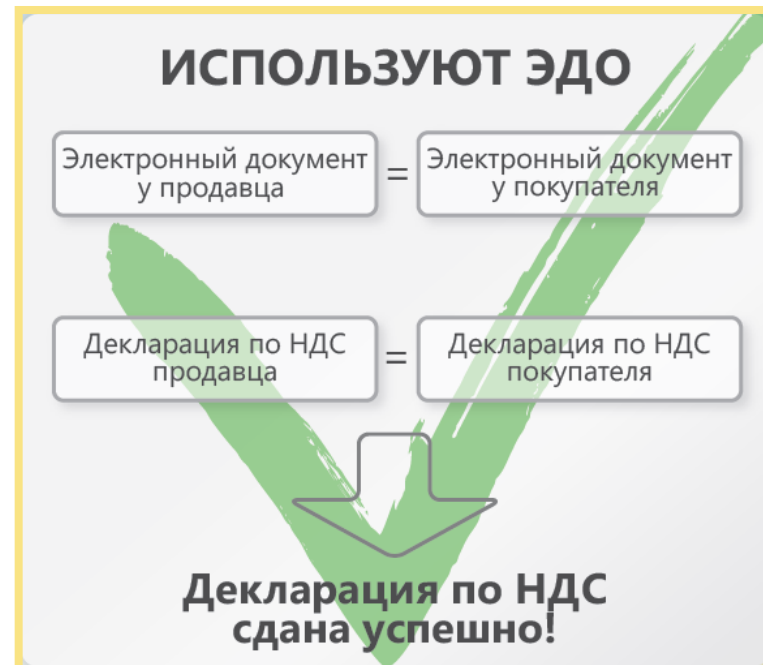 ИСПОЛЬЗУЮТ ЭДО
Электронный документ
у продавца
=
Электронный документ
у покупателя
Декларация по НДС
продавца
=
Декларация по НДС
покупателя
Декларация по НДС
сдана успешно!